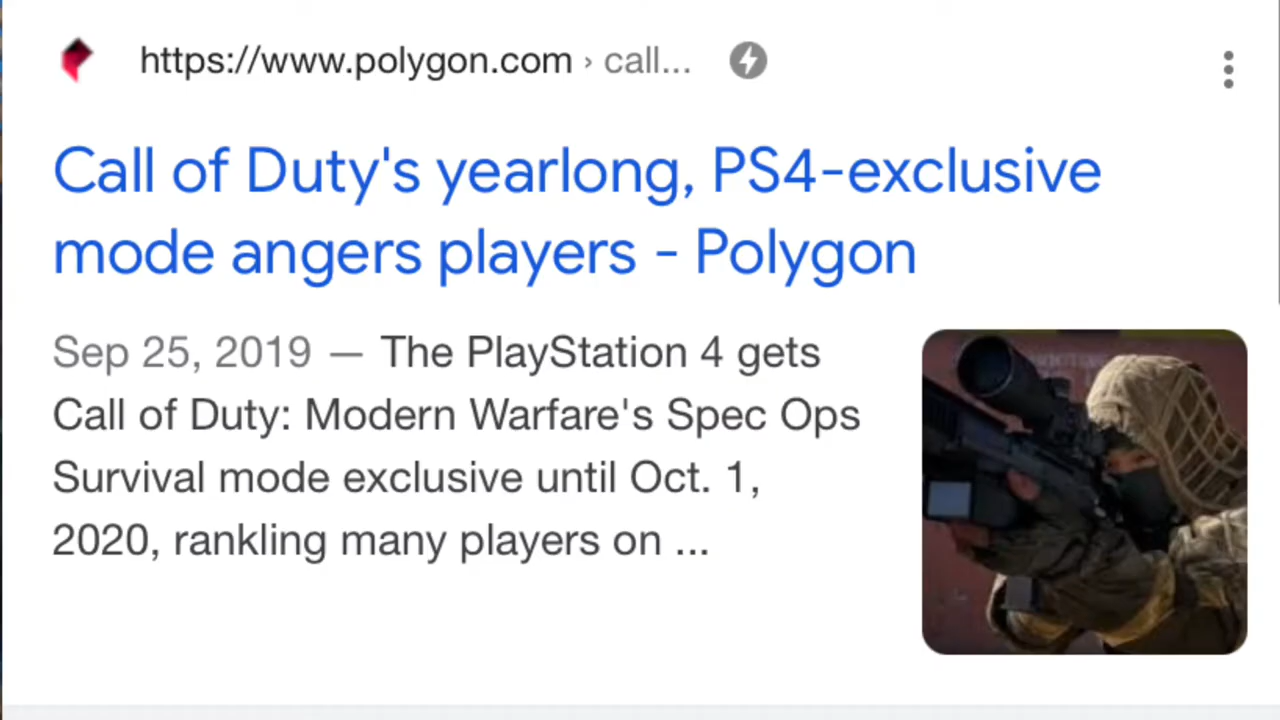 https://www.polygon.com › call...
Call of Duty's yearlong, PS4-exclusive
mode angers players - Polygon
Sep 25, 2019 — The PlayStation 4 gets
Call of Duty: Modern Warfare's Spec Ops
Survival mode exclusive until Oct. 1,
2020, rankling many players on ...